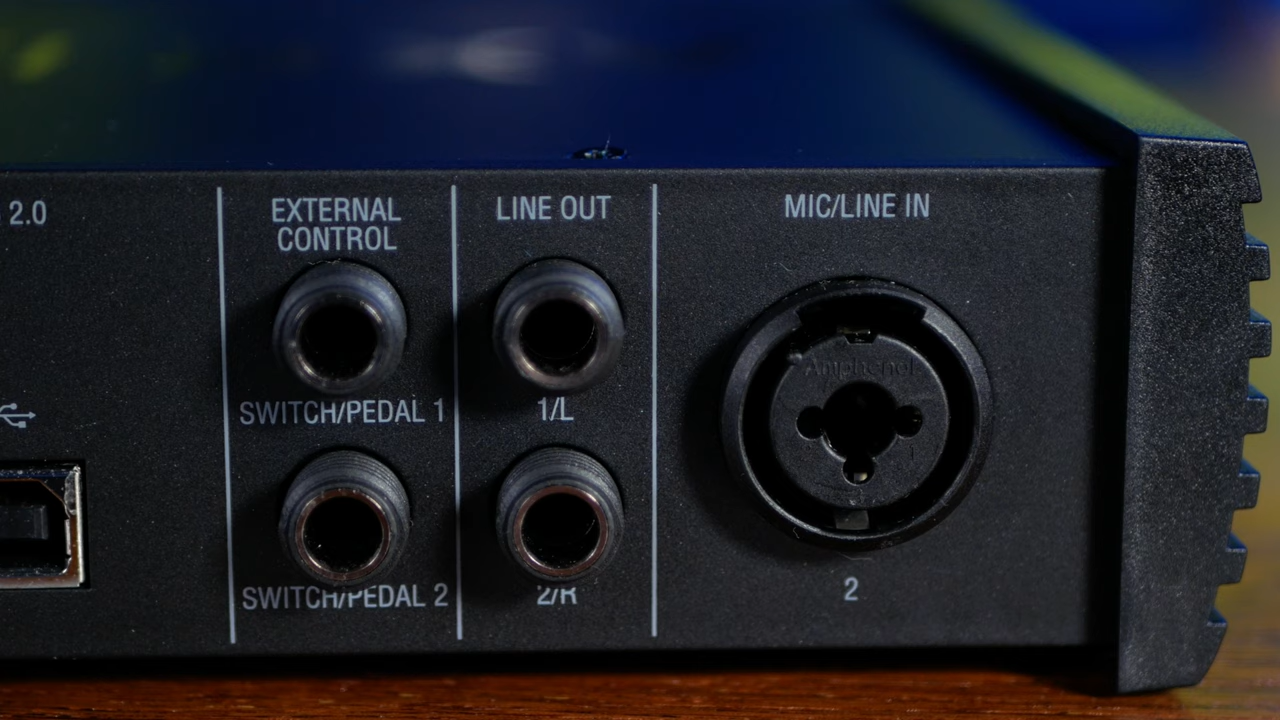 2.0
EXTERNAL
CONTROL
SWITCH/PEDAL 1
SWITCH/PEDAL 2
LINE OUT
1/L
2/R
MIC/LINE IN
Amphenol
2